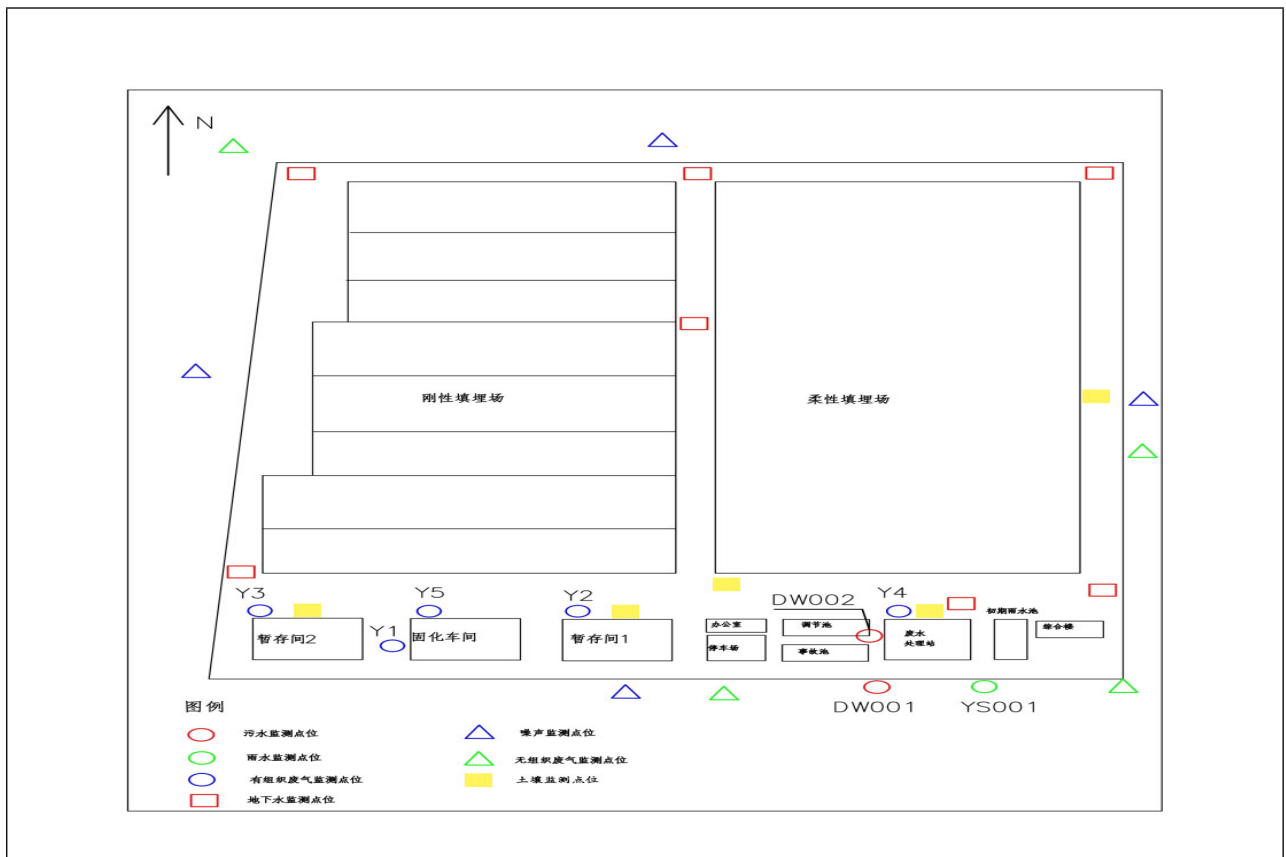 N
刚性填埋场
柔性填埋场
Y3
Y5
Y2
DW002
Y4
初期雨水池
暂存间2
Y1
固化车间
暂存间1
办公室
调节池
废水
处理站
综合楼
停车场
事故池
DW001
YS001
图例
污水监测点位
噪声监测点位
雨水监测点位
无组织废气监测点位
有组织废气监测点位
土壤监测点位
地下水监测点位